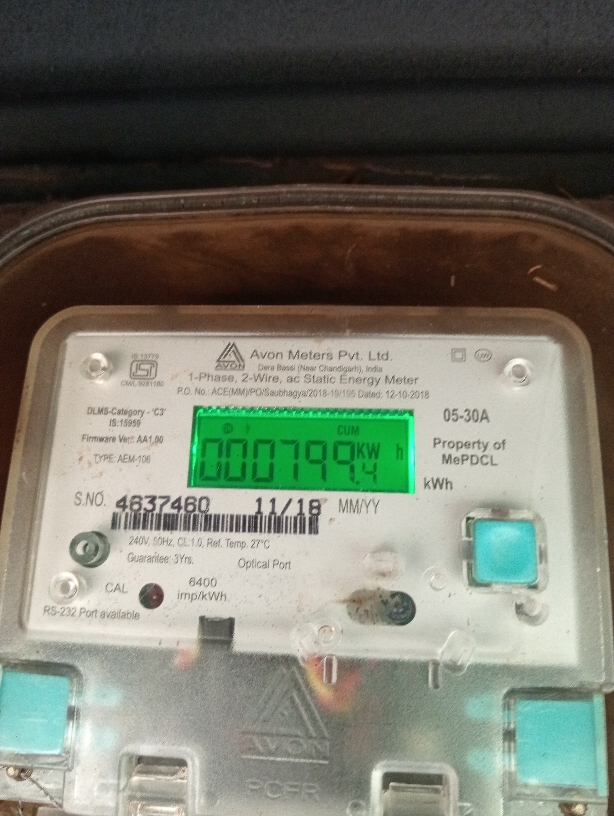 IS 13779
ISI
CM/L 9281180
AVON
Avon Meters Pvt. Ltd.
Dera Bassi (Near Chandigarh), India
1-Phase, 2-Wire, ac Static Energy Meter
P.O. No.: ACE(MM)/PO/Saubhagya/2018-19/195 Dated: 12-10-2018
DLMS-Category - 'C3'
IS:15959
Firmware Ver.: AA1.00
TYPE: AEM-106
CUM
000799.4 KW h
05-30A
Property of
MePDCL
kWh
S.NO. 4637460 11/18 MM/YY
240V, 50Hz, CL.1.0, Ref. Temp. 27°C
Guarantee: 3Yrs.
Optical Port
CAL
6400
imp/kWh
RS-232 Port available
AVON